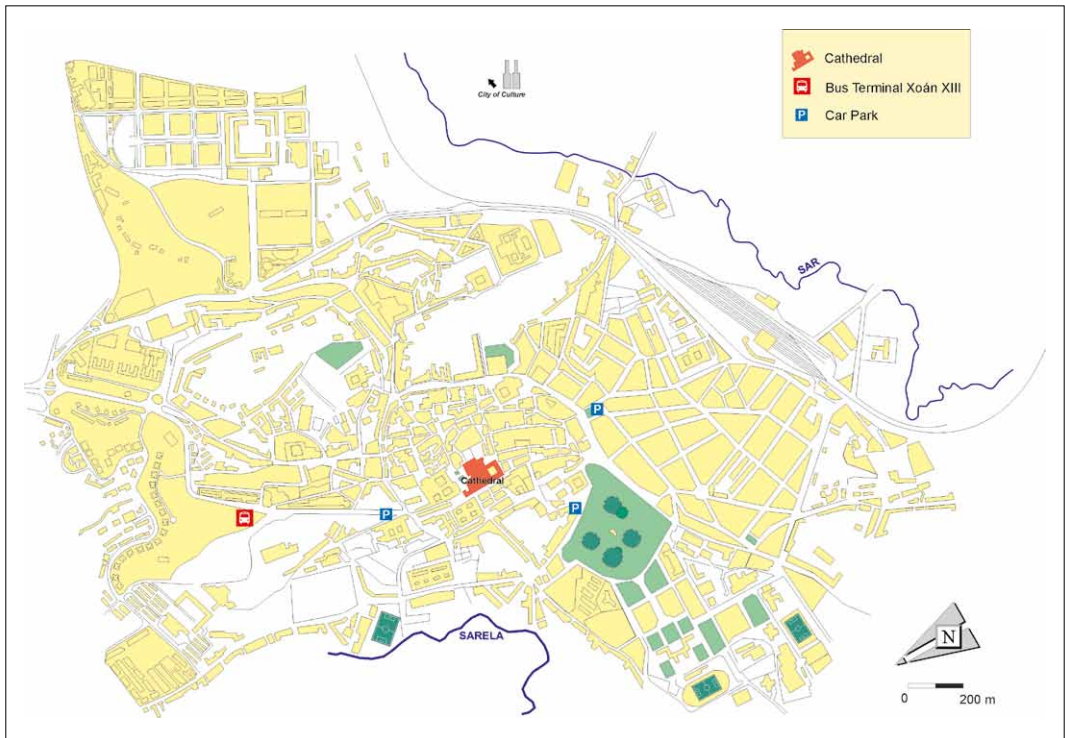 City of Culture
Cathedral
Bus Terminal Xoán XIII
P Car Park
SAR
P
Cathedral
P
P
SARELA
N
0 200 m